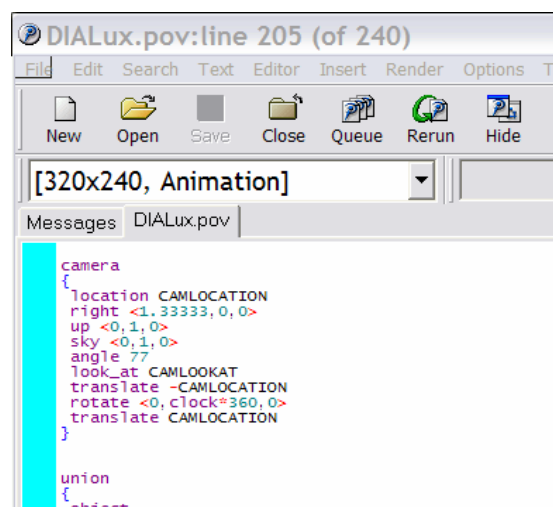 DIALux.pov:line 205 (of 240)
File Edit Search Text Editor Insert Render Options T
New Open Save Close Queue Rerun Hide
[320x240, Animation]
Messages DIALux.pov
camera
{
location CAMLOCATION
right <1.33333,0,0>
up <0,1,0>
sky <0,1,0>
angle 77
look_at CAMLOOKAT
translate -CAMLOCATION
rotate <0,clock*360,0>
translate CAMLOCATION
}
union
{
object